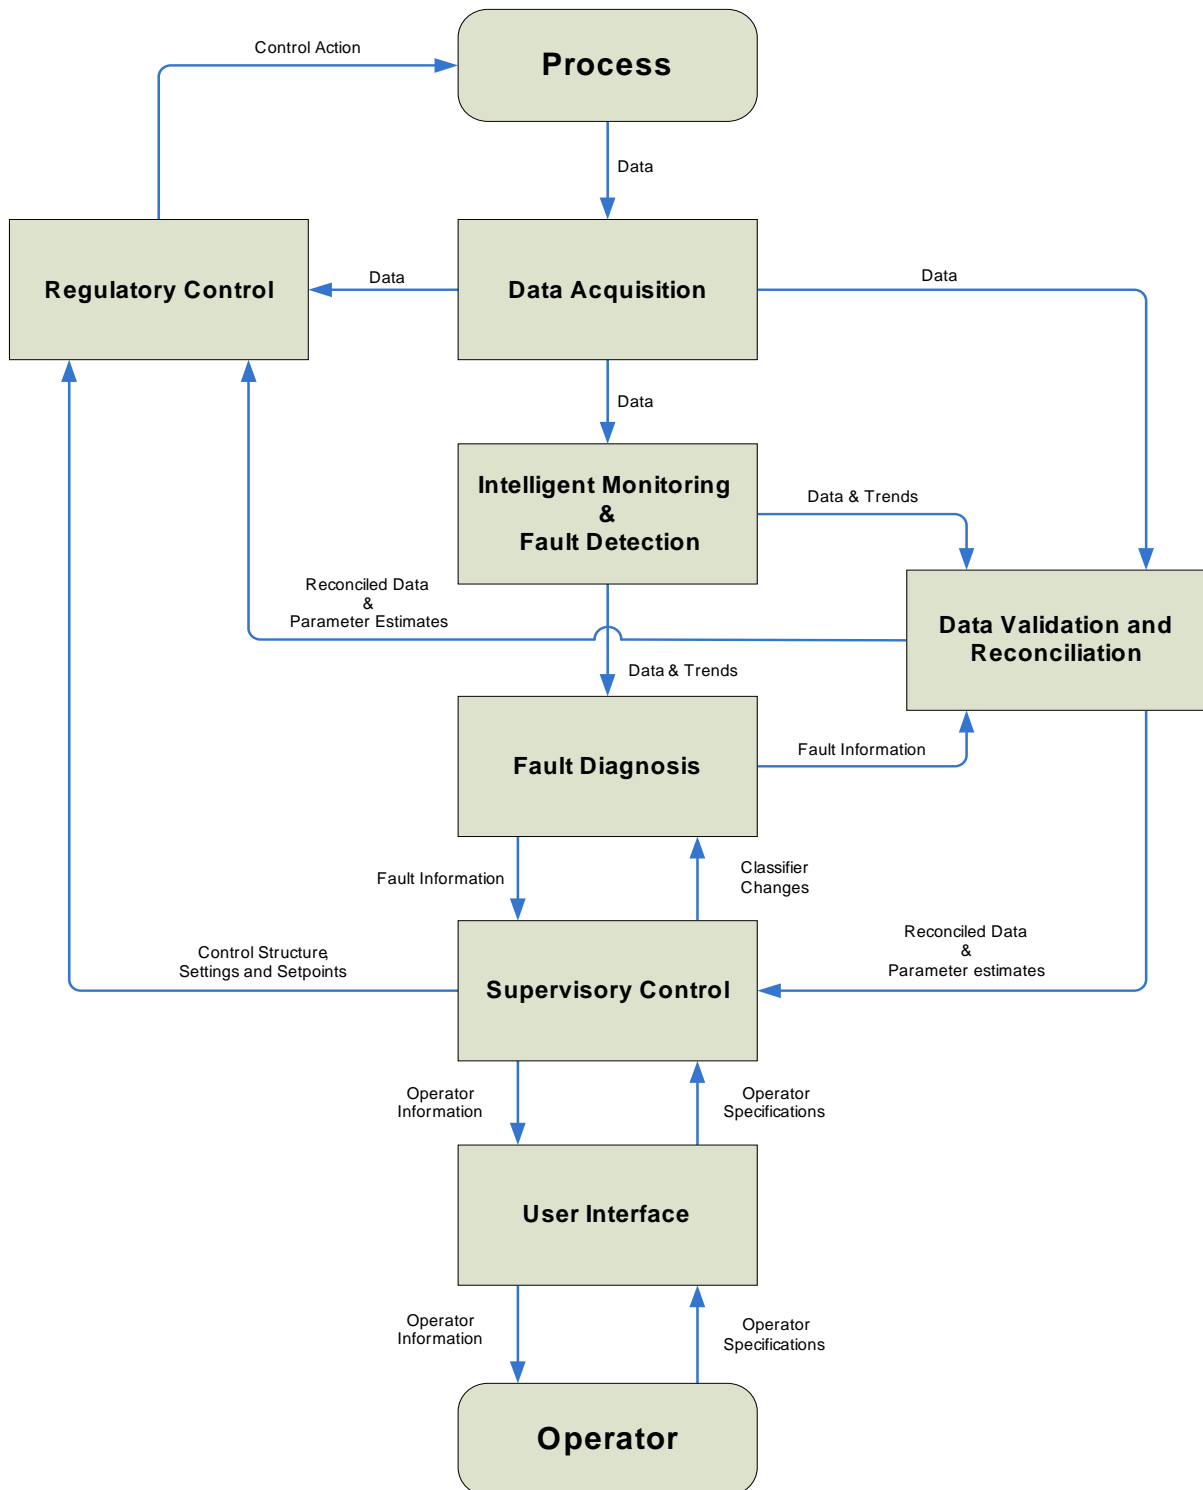 Control Action
Process
Data
Regulatory Control
Data
Data Acquisition
Data
Data
Intelligent Monitoring
&
Fault Detection
Data & Trends
Reconciled Data
&
Parameter Estimates
Data Validation and
Reconciliation
Data & Trends
Fault Diagnosis
Fault Information
Fault Information
Classifier
Changes
Control Structure,
Settings and Setpoints
Supervisory Control
Reconciled Data
&
Parameter estimates
Operator
Information
Operator
Specifications
User Interface
Operator
Information
Operator
Specifications
Operator